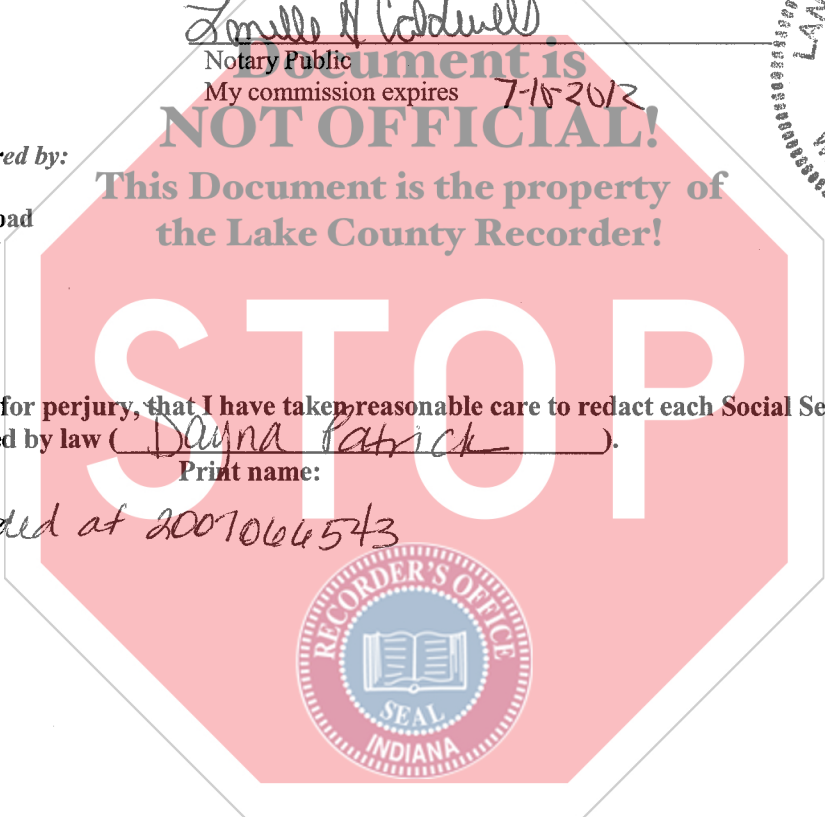 H Caldwell
Notary Public
My commission expires 7-15-2012
Document is
NOT OFFICIAL!
red by:
This Document is the property of
oad
the Lake County Recorder!
STOP
for perjury, that I have taken reasonable care to redact each Social Se
d by law ( Dayna Patrick ).
Print name:
ded at 2007066543
RECORDER'S OFFICE
SEAL
INDIANA